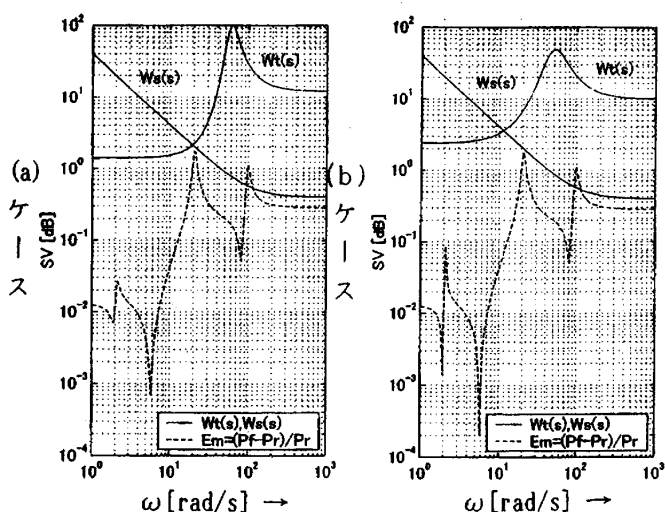 (a)ケース
SV [dB]
10²
10¹
10⁰
10⁻¹
10⁻²
10⁻³
10⁻⁴
Ws(s)
Wt(s)
Wt(s),Ws(s)
Em=(Pf-Pr)/Pr
10⁰ 10¹ 10² 10³
ω[rad/s] →
(b)ケース
SV [dB]
10²
10¹
10⁰
10⁻¹
10⁻²
10⁻³
10⁻⁴
Ws(s)
Wt(s)
Wt(s),Ws(s)
Em=(Pf-Pr)/Pr
10⁰ 10¹ 10² 10³
ω[rad/s] →